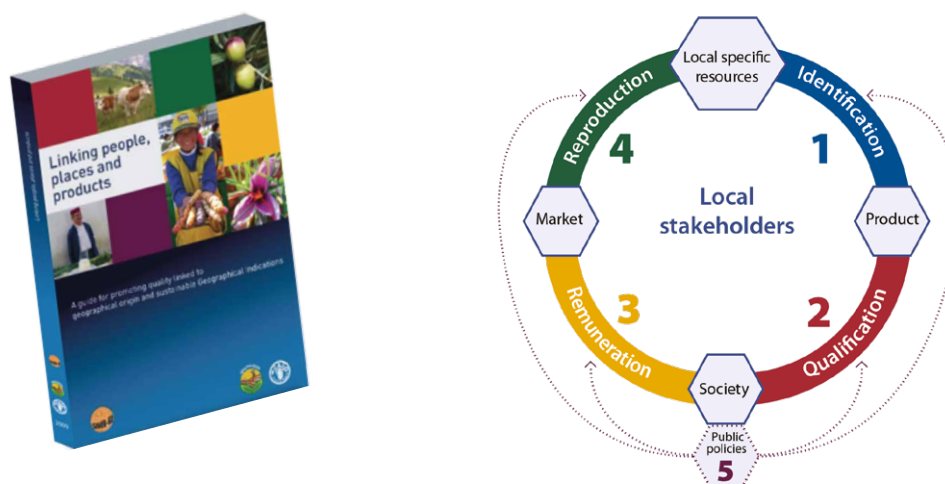 Linking people,
places and
products
A guide for promoting quality linked to
geographical origin and sustainable Geographical Indications
2009
Local specific
resources
Identification
1
Product
Qualification
2
Society
Remuneration
3
Market
Reproduction
4
Local
stakeholders
Public
policies
5